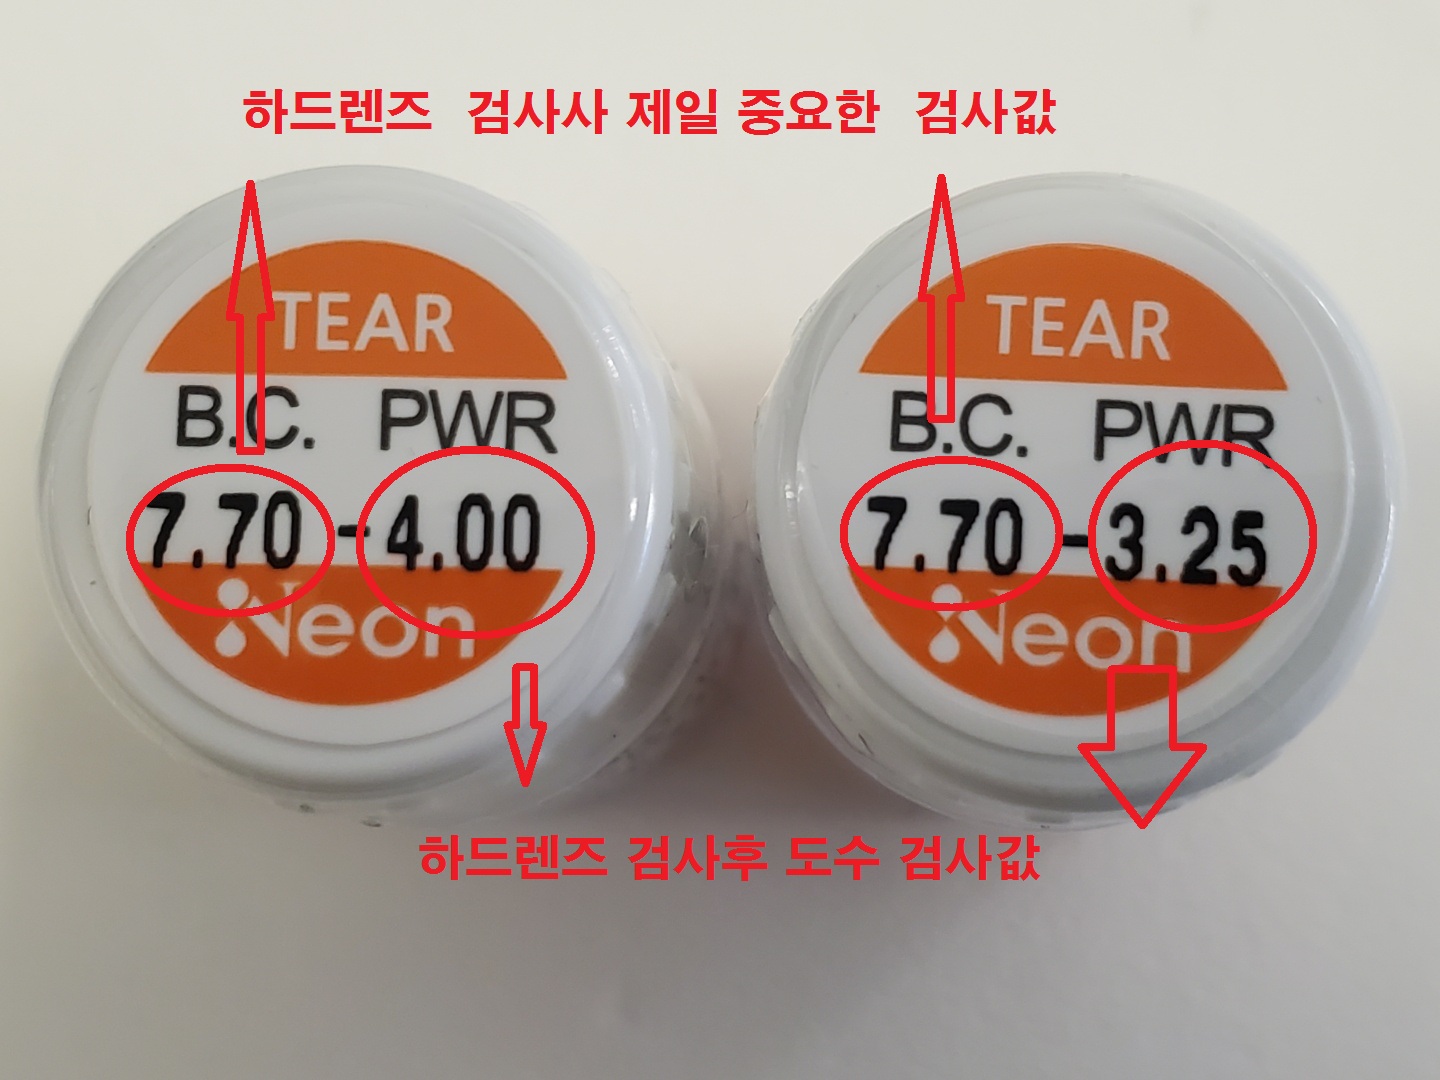 하드렌즈 검사사 제일 중요한 검사값
TEAR
B.C. PWR
7.70 -4.00
Neon
TEAR
B.C. PWR
7.70 -3.25
Neon
하드렌즈 검사후 도수 검사값